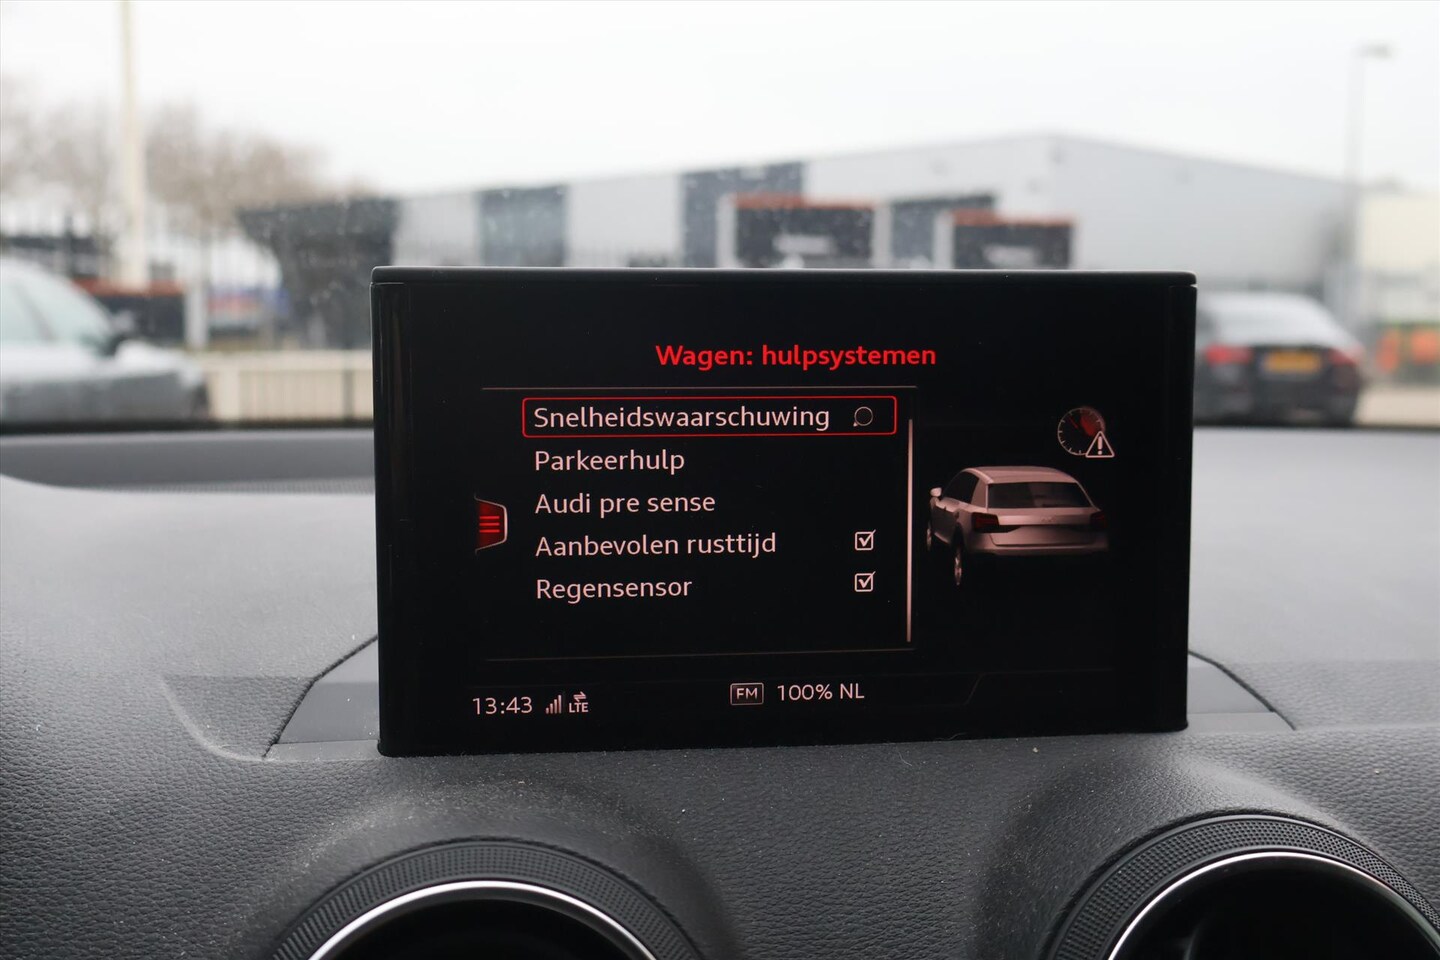 Wagen: hulpsystemen
Snelheidswaarschuwing
Parkeerhulp
Audi pre sense
Aanbevolen rusttijd
Regensensor
13:43 LTE FM 100% NL